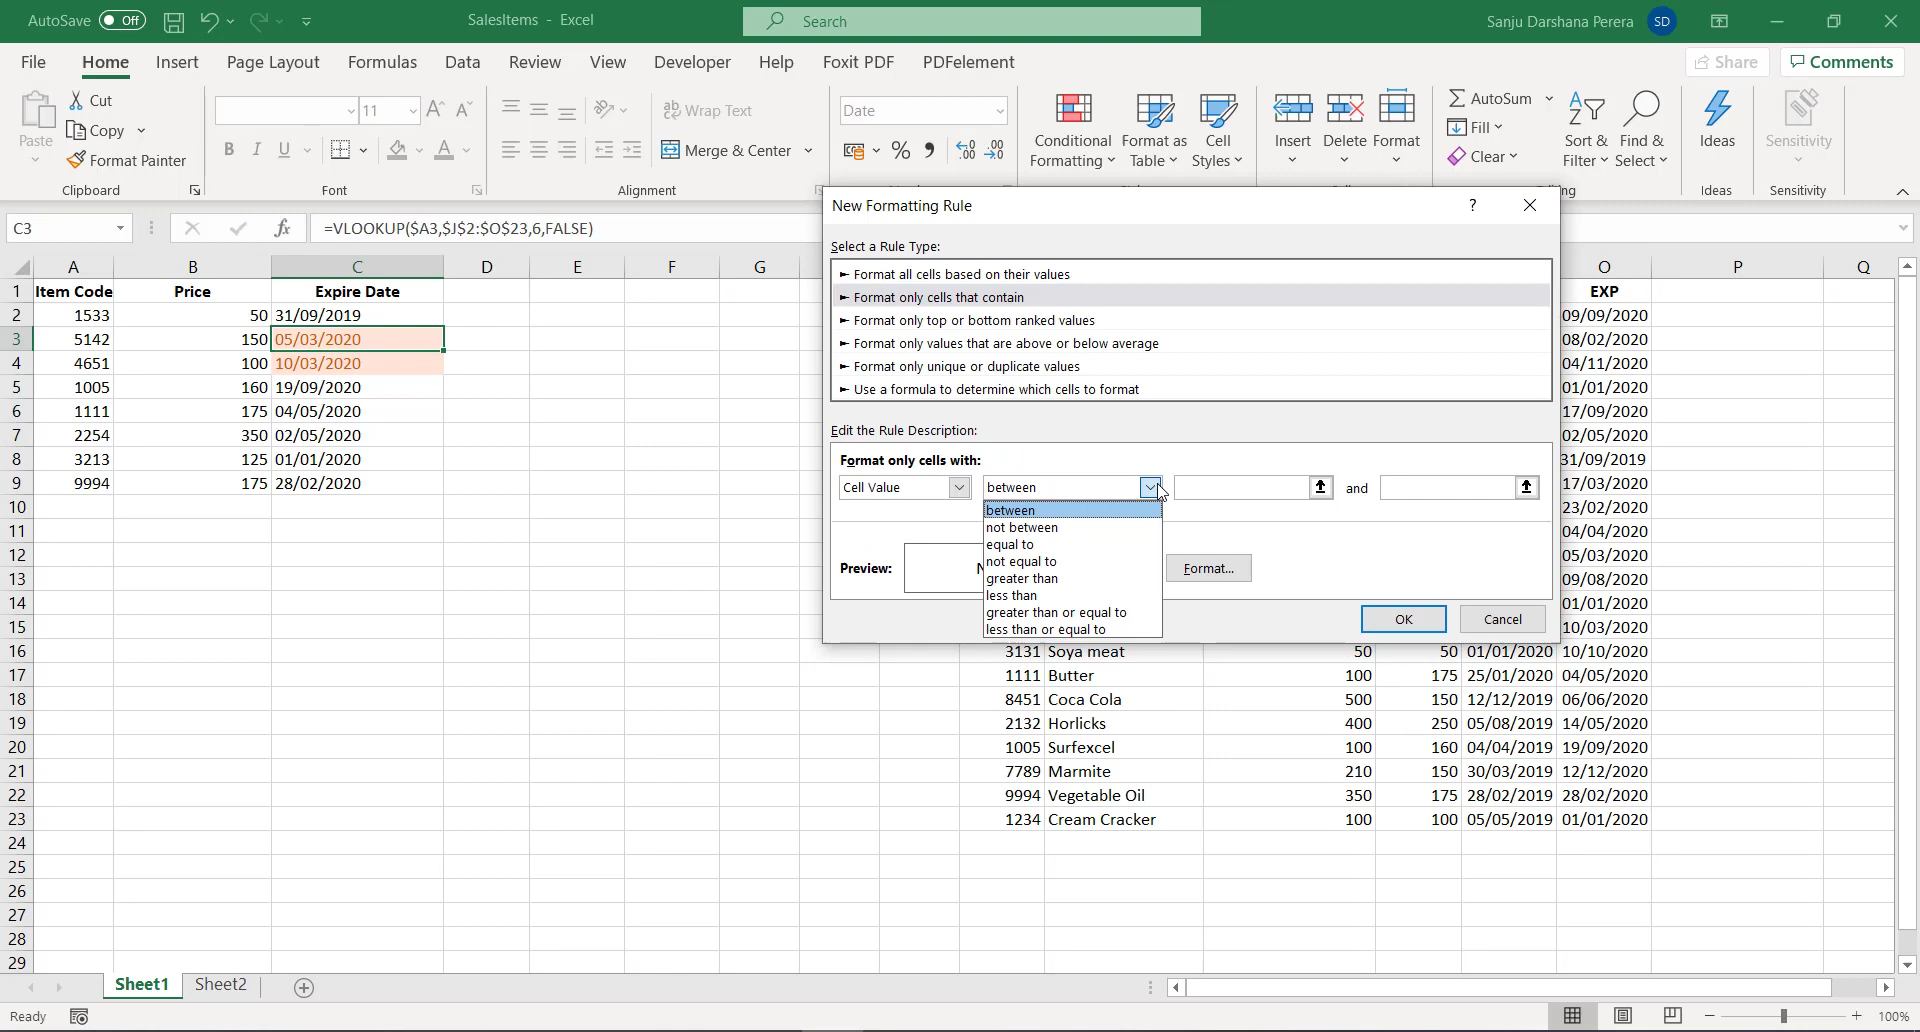 AutoSave Off SalesItems - Excel Search Sanju Darshana Perera SD
File Home Insert Page Layout Formulas Data Review View Developer Help Foxit PDF PDFelement Share Comments
Paste Cut Copy Format Painter
Clipboard
11 B I U
Font
Wrap Text Merge & Center
Alignment
Date
Conditional Formatting Format as Table Cell Styles
Insert Delete Format
AutoSum Fill Clear Sort & Filter Find & Select
Ideas
Ideas
Sensitivity
Sensitivity
C3 fx =VLOOKUP($A3,$J$2:$O$23,6,FALSE)
A B C D E F G O P Q
1 Item Code Price Expire Date EXP
2 1533 50 31/09/2019 09/09/2020
3 5142 150 05/03/2020 08/02/2020
4 4651 100 10/03/2020 04/11/2020
5 1005 160 19/09/2020 01/01/2020
6 1111 175 04/05/2020 17/09/2020
7 2254 350 02/05/2020 02/05/2020
8 3213 125 01/01/2020 31/09/2019
9 9994 175 28/02/2020 17/03/2020
10 23/02/2020
11 04/04/2020
12 05/03/2020
13 09/08/2020
14 01/01/2020
15 10/03/2020
16 3131 Soya meat 50 50 01/01/2020 10/10/2020
17 1111 Butter 100 175 25/01/2020 04/05/2020
18 8451 Coca Cola 500 150 12/12/2019 06/06/2020
19 2132 Horlicks 400 250 05/08/2019 14/05/2020
20 1005 Surfexcel 100 160 04/04/2019 19/09/2020
21 7789 Marmite 210 150 30/03/2019 12/12/2020
22 9994 Vegetable Oil 350 175 28/02/2019 28/02/2020
23 1234 Cream Cracker 100 100 05/05/2019 01/01/2020
24
25
26
27
28
29
New Formatting Rule ?
Select a Rule Type:
► Format all cells based on their values
► Format only cells that contain
► Format only top or bottom ranked values
► Format only values that are above or below average
► Format only unique or duplicate values
► Use a formula to determine which cells to format
Edit the Rule Description:
Format only cells with:
Cell Value between and
between
not between
equal to
not equal to
greater than
less than
greater than or equal to
less than or equal to
Preview: Format...
OK Cancel
Sheet1 Sheet2
Ready 100%